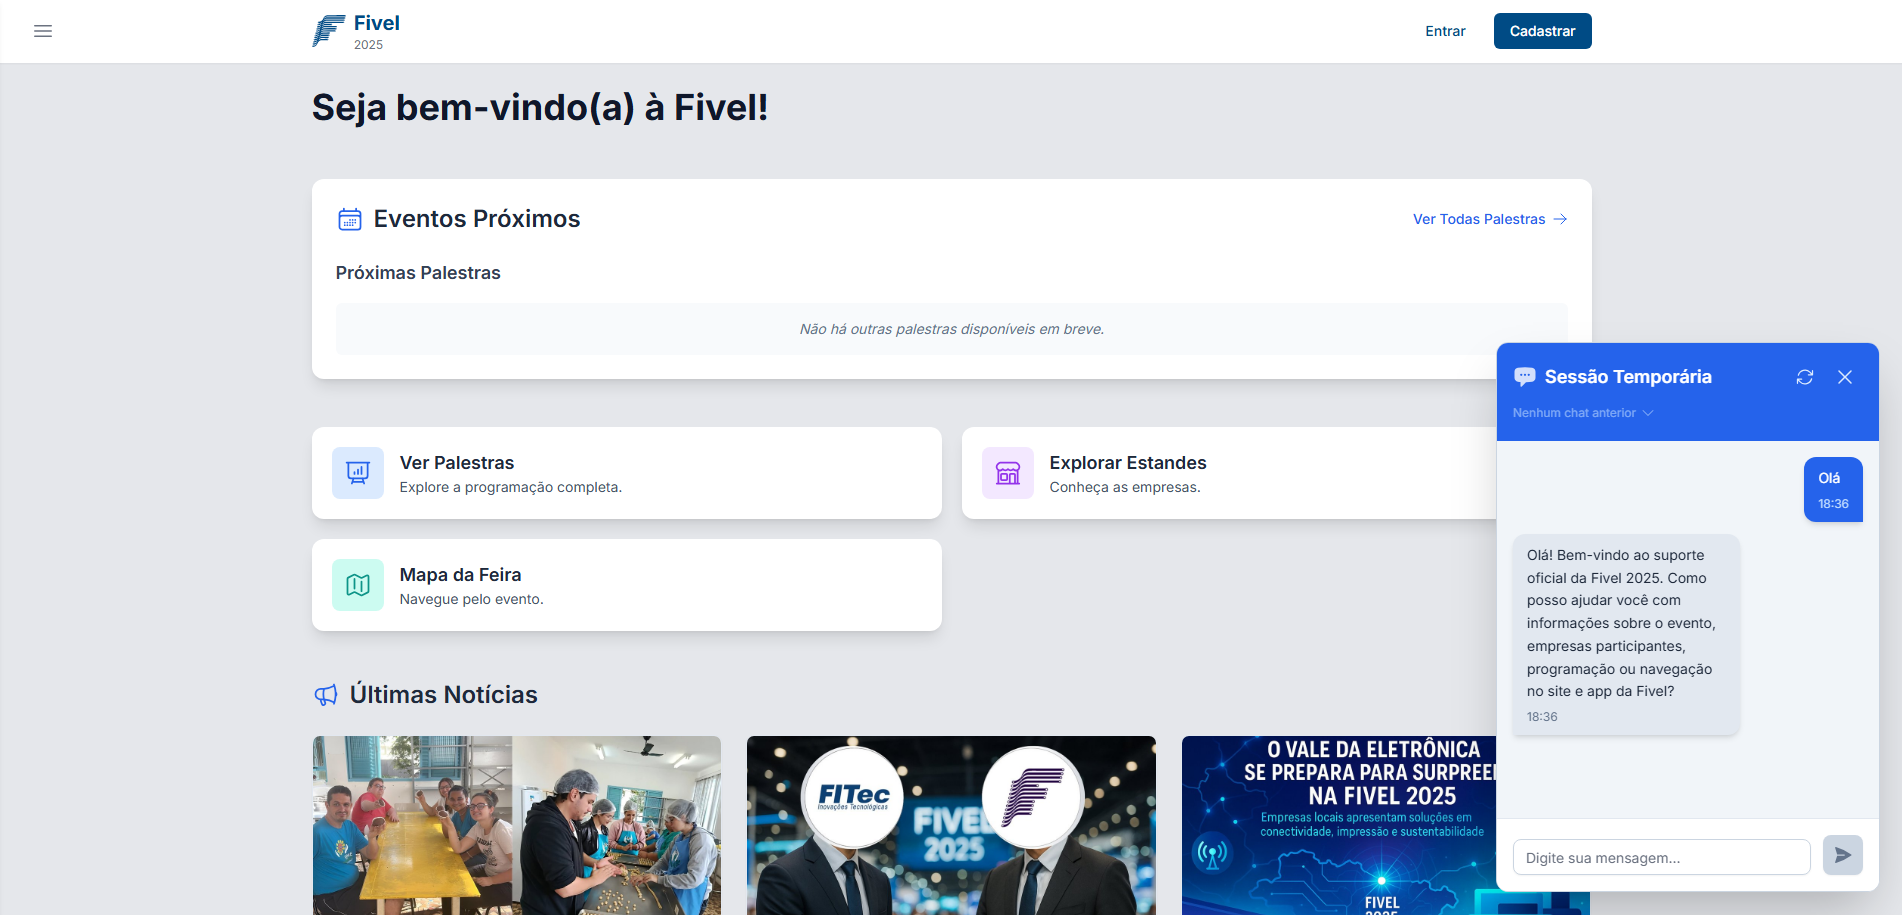 Fivel
2025
Entrar
Cadastrar
Seja bem-vindo(a) à Fivel!
Eventos Próximos
Ver Todas Palestras
Próximas Palestras
Não há outras palestras disponíveis em breve.
Ver Palestras
Explore a programação completa.
Explorar Estandes
Conheça as empresas.
Mapa da Feira
Navegue pelo evento.
Últimas Notícias
FITec
Inovações Tecnológicas
FIVEL
2025
O VALE DA ELETRÔNICA
SE PREPARA PARA SURPREE
NA FIVEL 2025
Empresas locais apresentam soluções em
conectividade, impressão e sustentabilidade
FIVEL
2025
Sessão Temporária
Nenhum chat anterior
Olá
18:36
Olá! Bem-vindo ao suporte
oficial da Fivel 2025. Como
posso ajudar você com
informações sobre o evento,
empresas participantes,
programação ou navegação
no site e app da Fivel?
18:36
Digite sua mensagem...